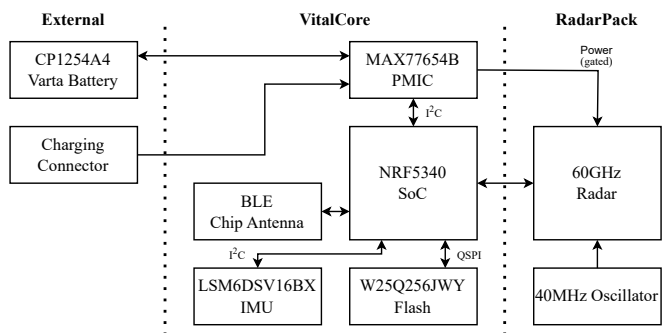 External
VitalCore
RadarPack
CP1254A4
Varta Battery
MAX77654B
PMIC
Power
(gated)
I²C
Charging
Connector
NRF5340
SoC
60GHz
Radar
BLE
Chip Antenna
I²C
QSPI
LSM6DSV16BX
IMU
W25Q256JWY
Flash
40MHz Oscillator